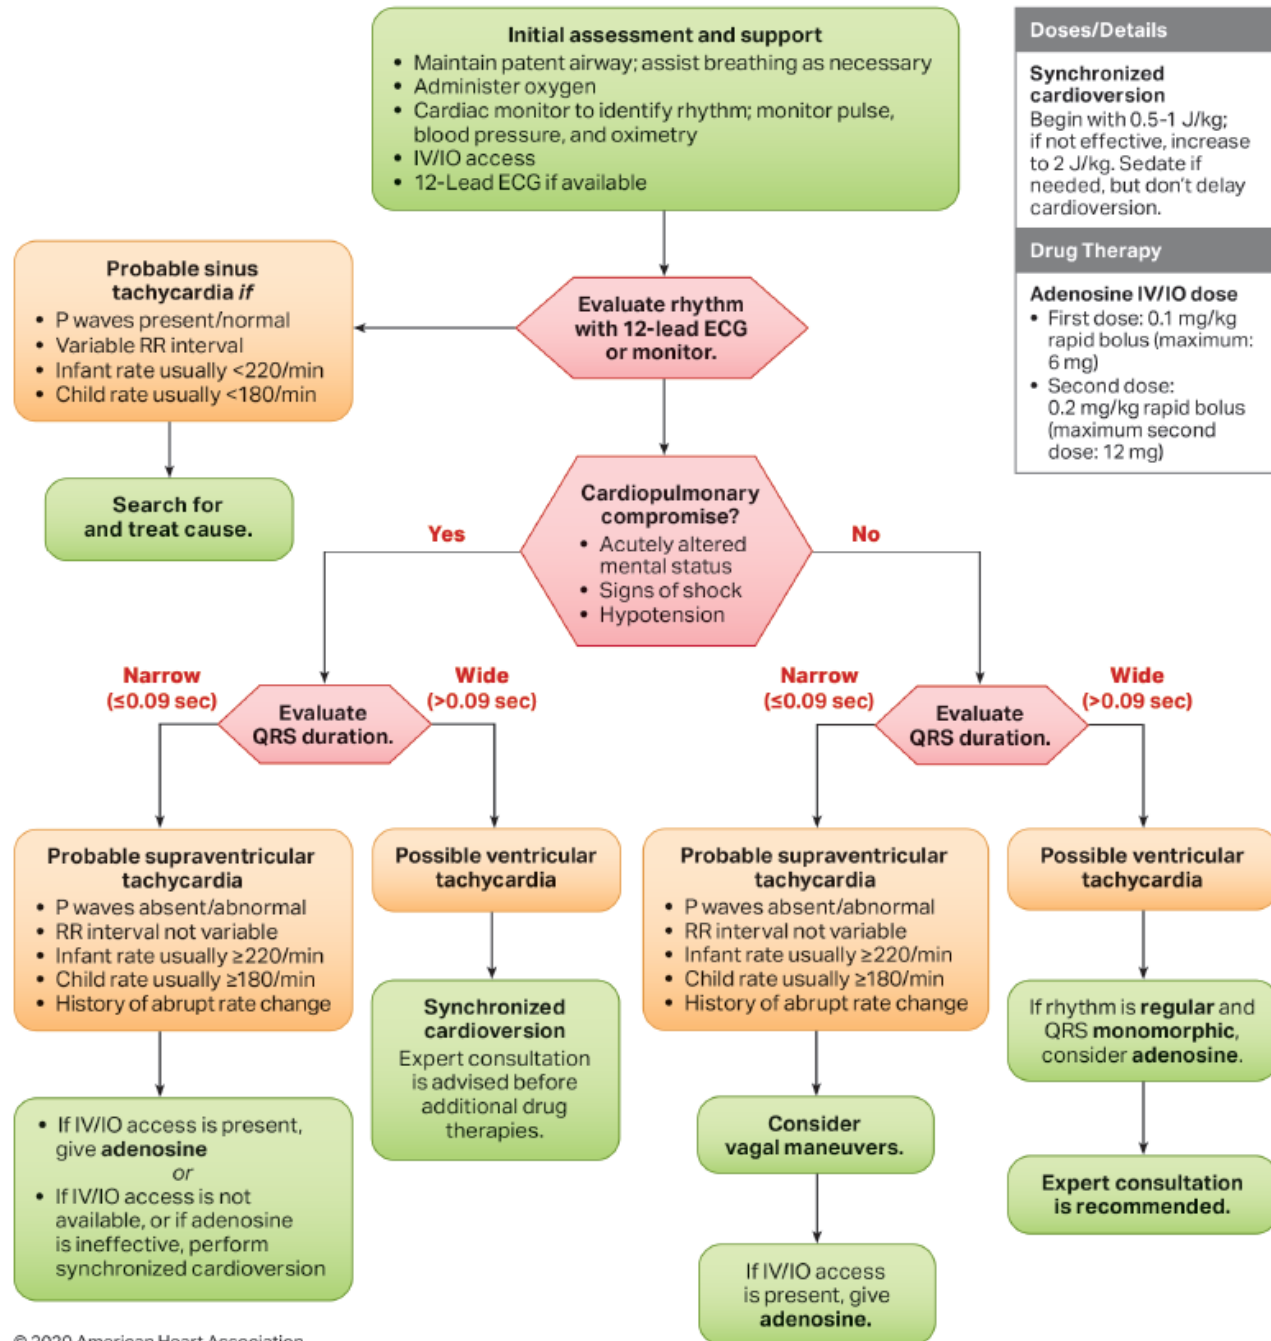 Initial assessment and support
• Maintain patent airway; assist breathing as necessary
• Administer oxygen
• Cardiac monitor to identify rhythm; monitor pulse,
blood pressure, and oximetry
• IV/IO access
• 12-Lead ECG if available
Doses/Details
Synchronized
cardioversion
Begin with 0.5-1 J/kg;
if not effective, increase
to 2 J/kg. Sedate if
needed, but don't delay
cardioversion.
Drug Therapy
Adenosine IV/IO dose
• First dose: 0.1 mg/kg
rapid bolus (maximum:
6 mg)
• Second dose:
0.2 mg/kg rapid bolus
(maximum second
dose: 12 mg)
Probable sinus
tachycardia if
• P waves present/normal
• Variable RR interval
• Infant rate usually <220/min
• Child rate usually <180/min
Evaluate rhythm
with 12-lead ECG
or monitor.
Search for
and treat cause.
Cardiopulmonary
compromise?
• Acutely altered
mental status
• Signs of shock
• Hypotension
Yes
No
Narrow
(≤0.09 sec)
Wide
(>0.09 sec)
Evaluate
QRS duration.
Narrow
(≤0.09 sec)
Wide
(>0.09 sec)
Evaluate
QRS duration.
Probable supraventricular
tachycardia
• P waves absent/abnormal
• RR interval not variable
• Infant rate usually ≥220/min
• Child rate usually ≥180/min
• History of abrupt rate change
Possible ventricular
tachycardia
Probable supraventricular
tachycardia
• P waves absent/abnormal
• RR interval not variable
• Infant rate usually ≥220/min
• Child rate usually ≥180/min
• History of abrupt rate change
Possible ventricular
tachycardia
• If IV/IO access is present,
give adenosine
or
• If IV/IO access is not
available, or if adenosine
is ineffective, perform
synchronized cardioversion
Synchronized
cardioversion
Expert consultation
is advised before
additional drug
therapies.
Consider
vagal maneuvers.
If IV/IO access
is present, give
adenosine.
If rhythm is regular and
QRS monomorphic,
consider adenosine.
Expert consultation
is recommended.
© 2020 American Heart Association